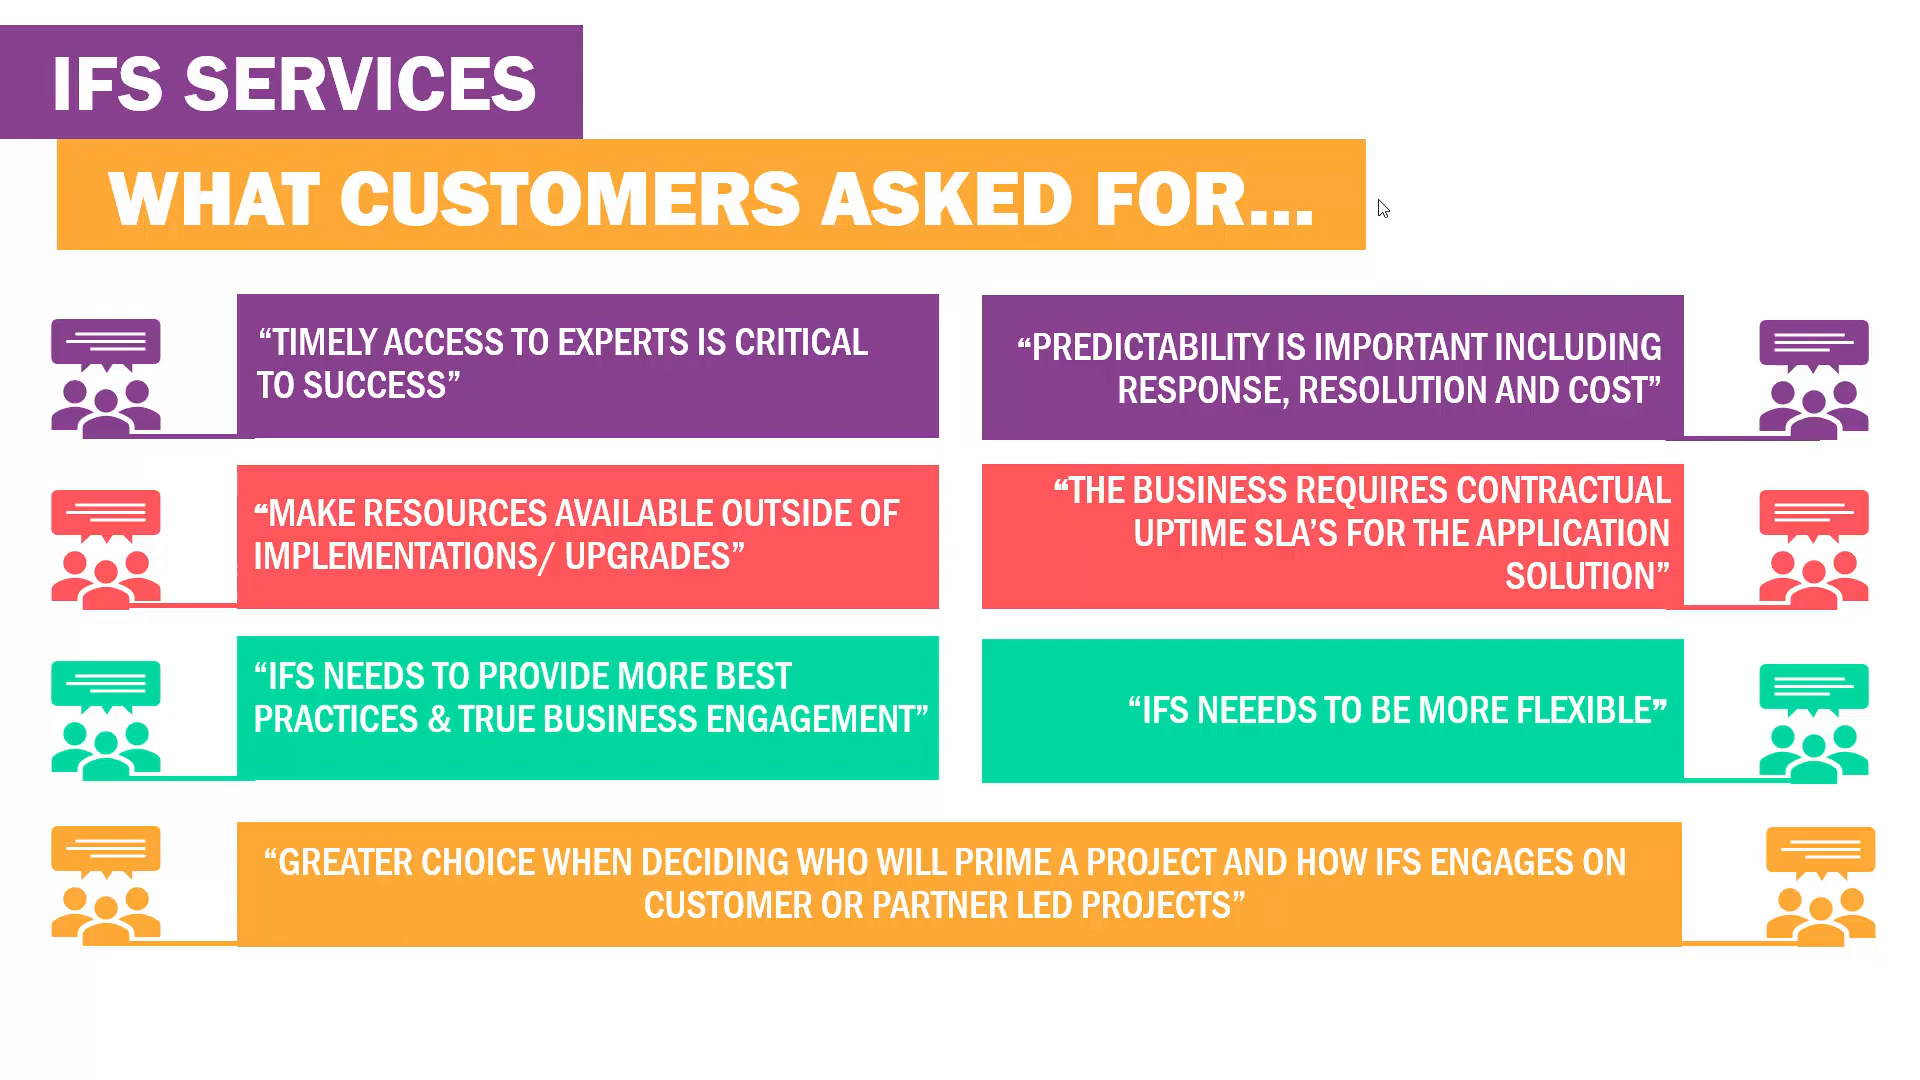 IFS SERVICES
WHAT CUSTOMERS ASKED FOR...
“TIMELY ACCESS TO EXPERTS IS CRITICAL
TO SUCCESS”
“PREDICTABILITY IS IMPORTANT INCLUDING
RESPONSE, RESOLUTION AND COST”
“MAKE RESOURCES AVAILABLE OUTSIDE OF
IMPLEMENTATIONS/ UPGRADES”
“THE BUSINESS REQUIRES CONTRACTUAL
UPTIME SLA’S FOR THE APPLICATION
SOLUTION”
“IFS NEEDS TO PROVIDE MORE BEST
PRACTICES & TRUE BUSINESS ENGAGEMENT”
“IFS NEEEDS TO BE MORE FLEXIBLE”
“GREATER CHOICE WHEN DECIDING WHO WILL PRIME A PROJECT AND HOW IFS ENGAGES ON
CUSTOMER OR PARTNER LED PROJECTS”